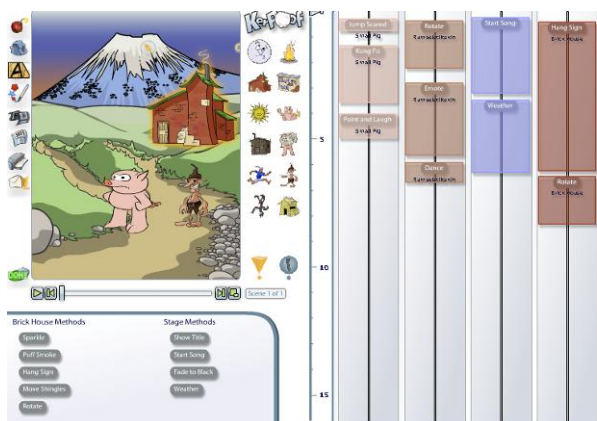 DONE
Scene 1 of 1
Brick House Methods
Sparkle
Puff Smoke
Hang Sign
Move Shingles
Rotate
Stage Methods
Show Title
Start Song
Fade to Black
Weather
5
10
15
Jump Scared
Small Pig
Kung Fu
Small Pig
Point and Laugh
Small Pig
Rotate
Emote
Dance
Start Song
Weather
Hang Sign
Brick House
Rotate
Brick House